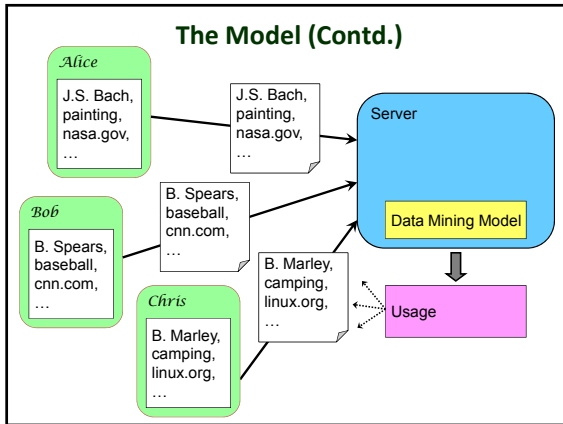 The Model (Contd.)
Alice
J.S. Bach,
painting,
nasa.gov,
…
J.S. Bach,
painting,
nasa.gov,
…
Server
Data Mining Model
Usage
Bob
B. Spears,
baseball,
cnn.com,
…
B. Spears,
baseball,
cnn.com,
…
Chris
B. Marley,
camping,
linux.org,
…
B. Marley,
camping,
linux.org,
…